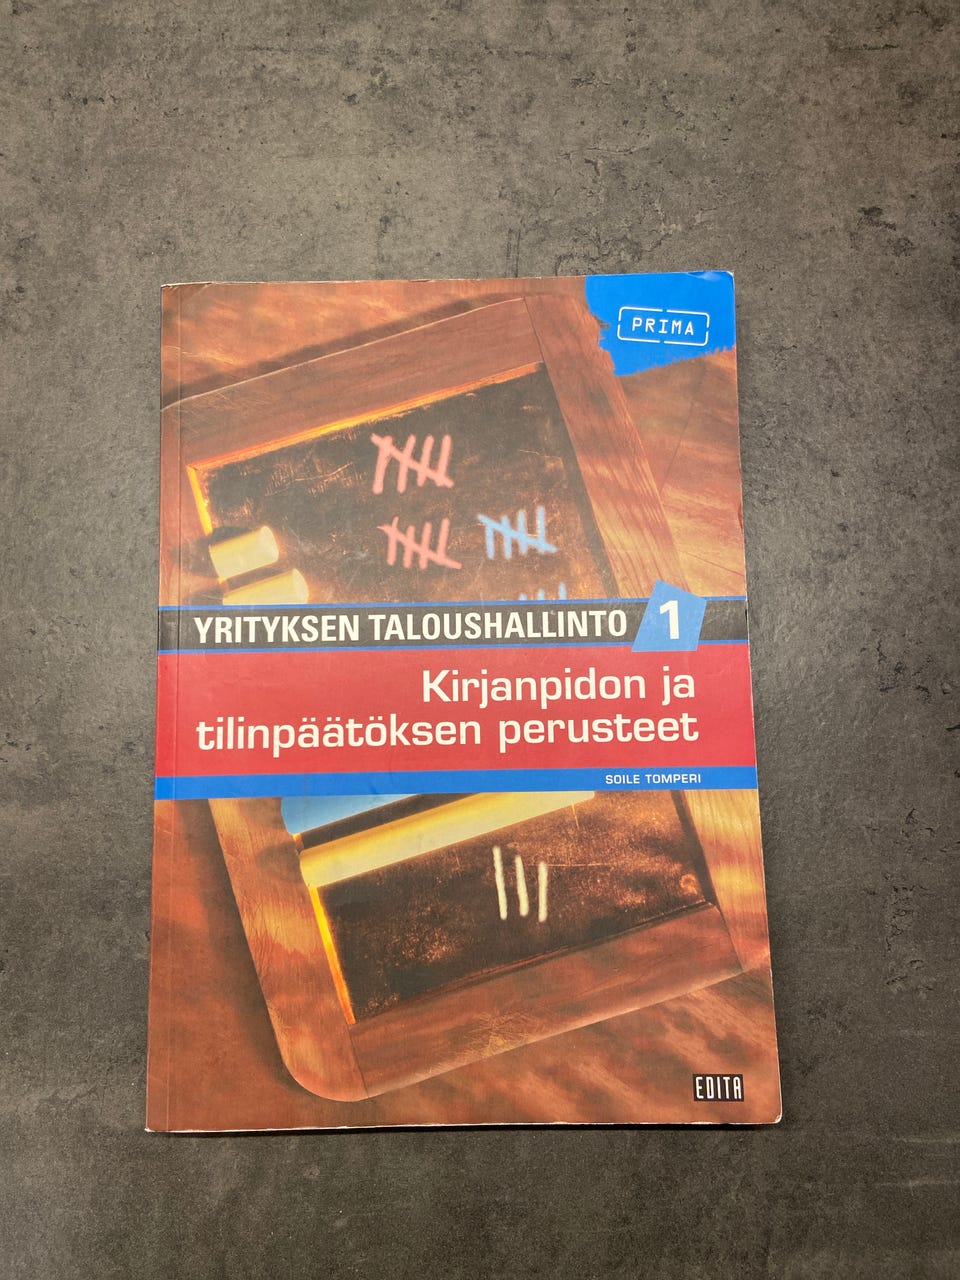 PRIMA
YRITYKSEN TALOUSHALLINTO 1
Kirjanpidon ja
tilinpäätöksen perusteet
SOILE TOMPERI
EDITA